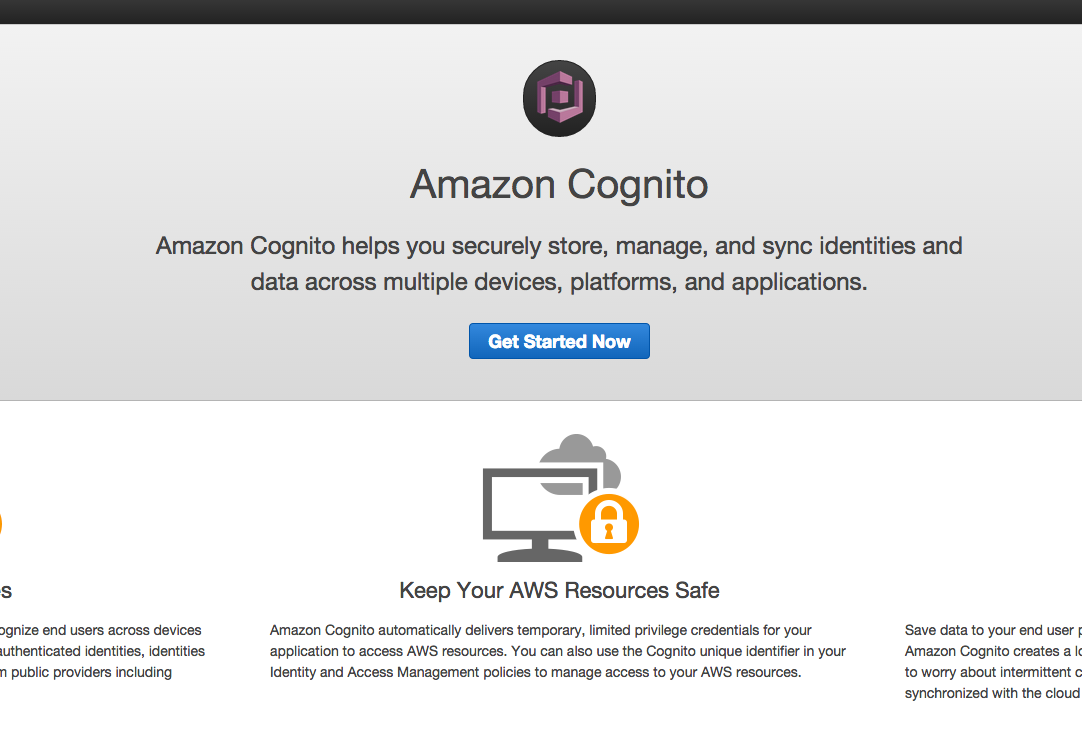 Amazon Cognito
Amazon Cognito helps you securely store, manage, and sync identities and
data across multiple devices, platforms, and applications.
Get Started Now
s
ognize end users across devices
authenticated identities, identities
m public providers including
Keep Your AWS Resources Safe
Amazon Cognito automatically delivers temporary, limited privilege credentials for your
application to access AWS resources. You can also use the Cognito unique identifier in your
Identity and Access Management policies to manage access to your AWS resources.
Save data to your end user p
Amazon Cognito creates a lo
to worry about intermittent c
synchronized with the cloud